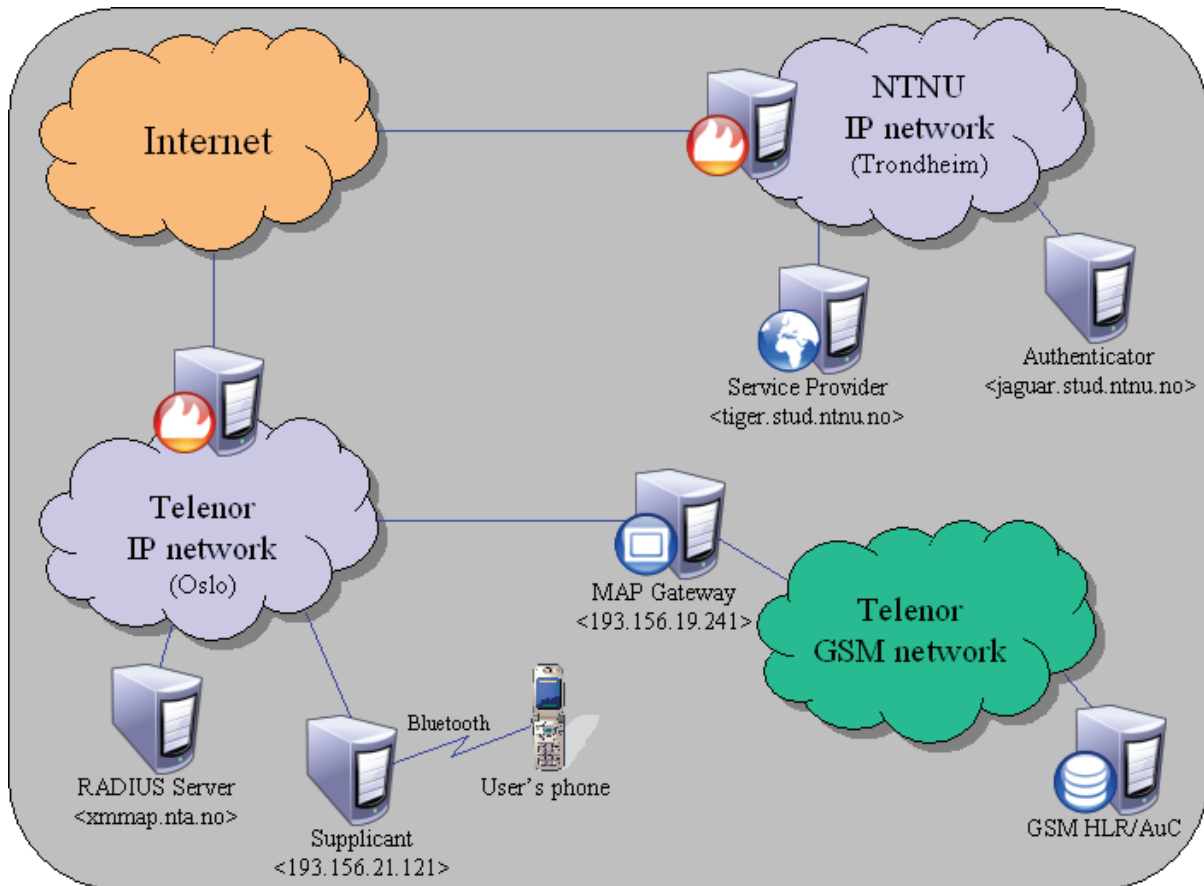 Internet
NTNU
IP network
(Trondheim)
Service Provider
<tiger.stud.ntnu.no>
Authenticator
<jaguar.stud.ntnu.no>
Telenor
IP network
(Oslo)
MAP Gateway
<193.156.19.241>
Telenor
GSM network
RADIUS Server
<xmmap.nta.no>
Bluetooth
User's phone
Supplicant
<193.156.21.121>
GSM HLR/AuC